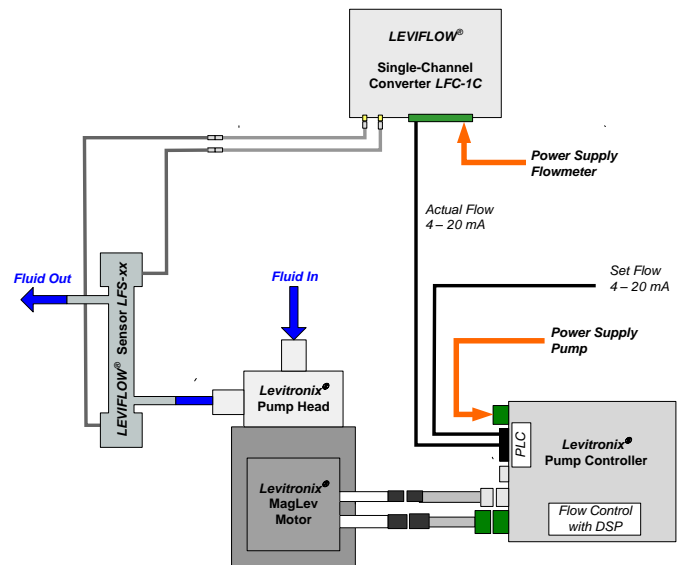 LEVIFLOW®
Single-Channel
Converter LFC-1C
Power Supply
Flowmeter
Actual Flow
4 – 20 mA
Fluid Out
LEVIFLOW® Sensor LFS-xx
Fluid In
Set Flow
4 – 20 mA
Power Supply
Pump
Levitronix®
Pump Head
PLC
Levitronix®
Pump Controller
Levitronix®
MagLev
Motor
Flow Control
with DSP